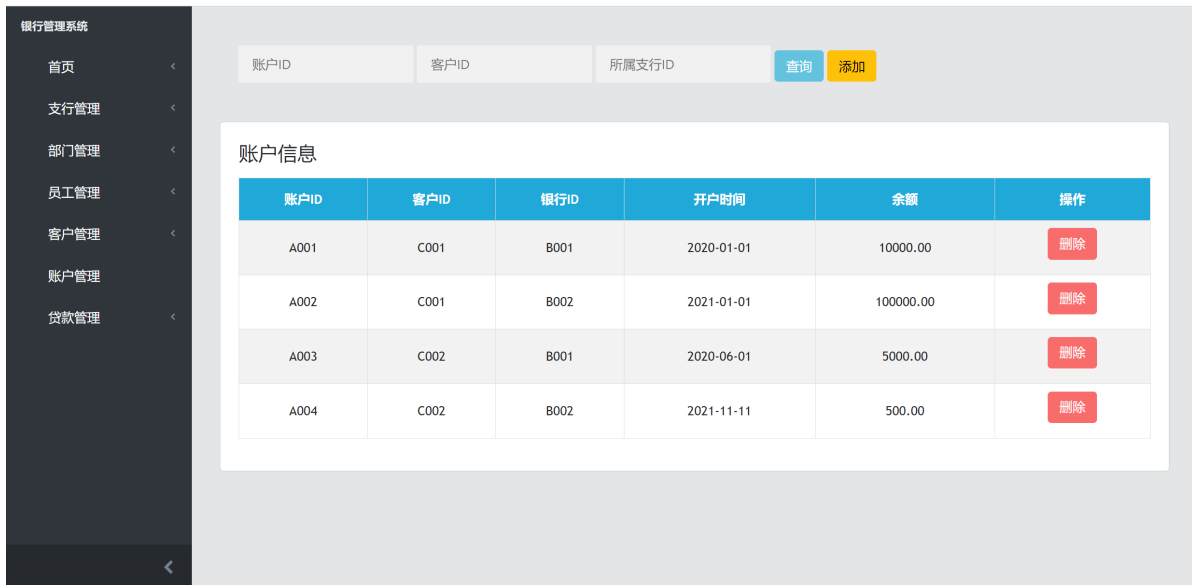 银行管理系统
首页
支行管理
部门管理
员工管理
客户管理
账户管理
贷款管理
账户ID 客户ID 所属支行ID 查询 添加
账户信息
账户ID 客户ID 银行ID 开户时间 余额 操作
A001 C001 B001 2020-01-01 10000.00 删除
A002 C001 B002 2021-01-01 100000.00 删除
A003 C002 B001 2020-06-01 5000.00 删除
A004 C002 B002 2021-11-11 500.00 删除